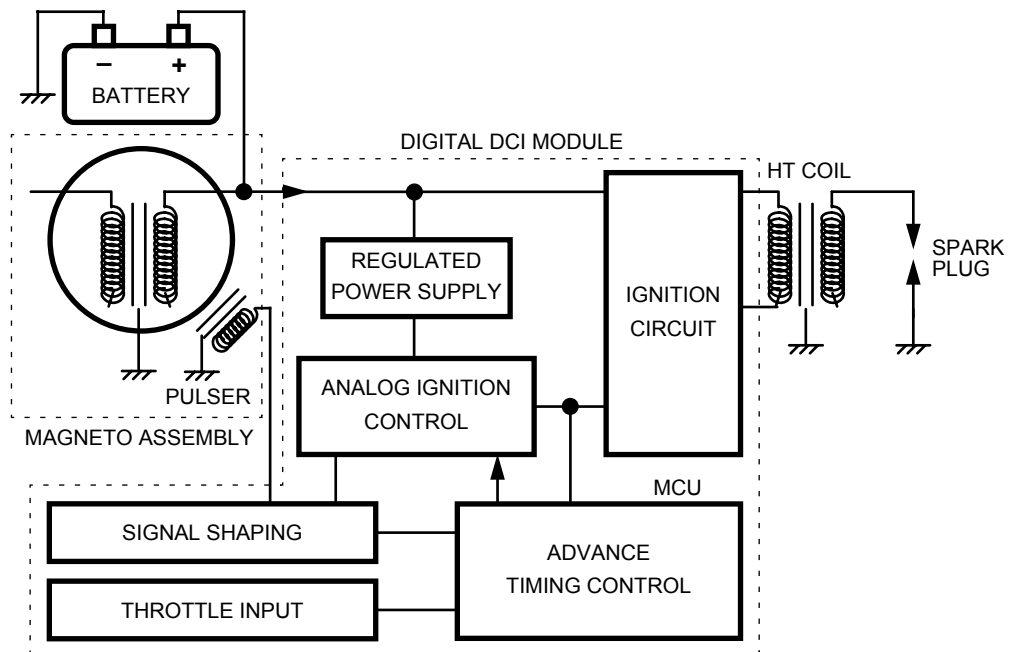 − +
BATTERY
DIGITAL DCI MODULE
HT COIL
SPARK
PLUG
REGULATED
POWER SUPPLY
IGNITION
CIRCUIT
PULSER
ANALOG IGNITION
CONTROL
MAGNETO ASSEMBLY
MCU
SIGNAL SHAPING
ADVANCE
TIMING CONTROL
THROTTLE INPUT